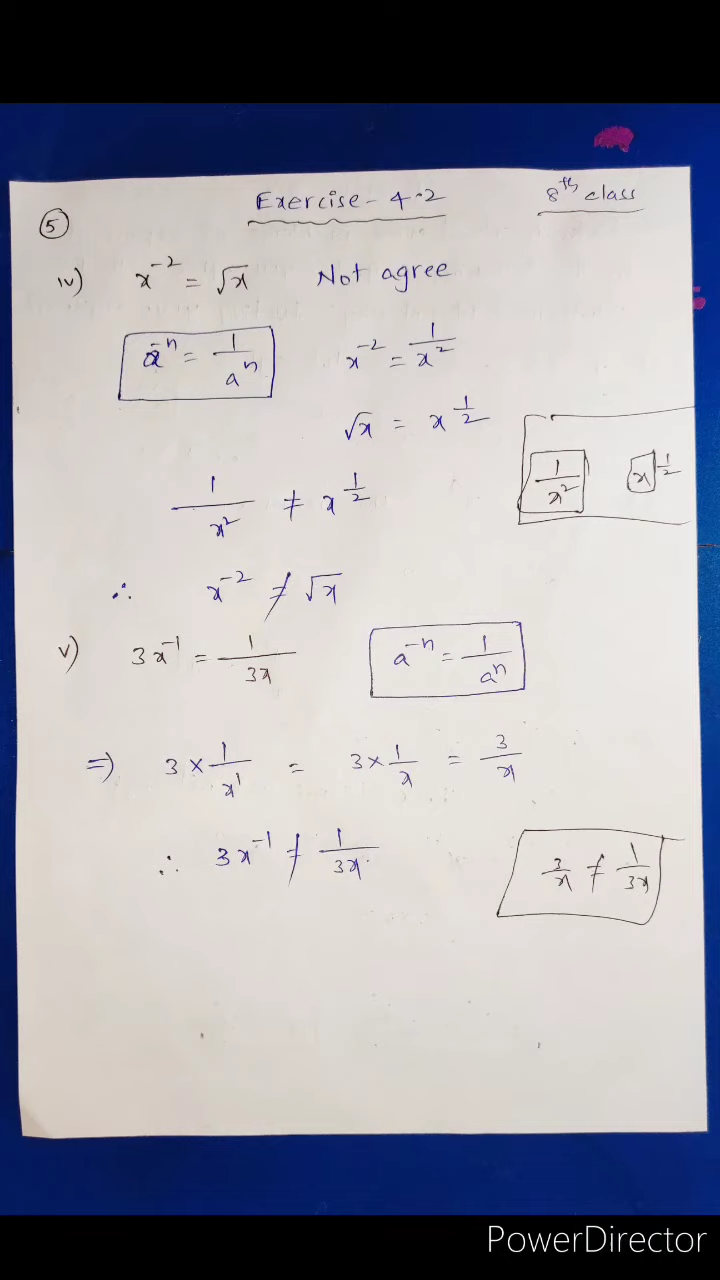 Exercise - 4.2
8th class
5
iv) x⁻² = √x Not agree
a⁻ⁿ = 1/aⁿ
x⁻² = 1/x²
√x = x^(1/2)
1/x² x^(1/2)
1/x² ≠ x^(1/2)
∴ x⁻² ≠ √x
v) 3x⁻¹ = 1/3x
a⁻ⁿ = 1/aⁿ
⇒) 3 × 1/x¹ = 3 × 1/x = 3/x
∴ 3x⁻¹ ≠ 1/3x
3/x ≠ 1/3x
PowerDirector